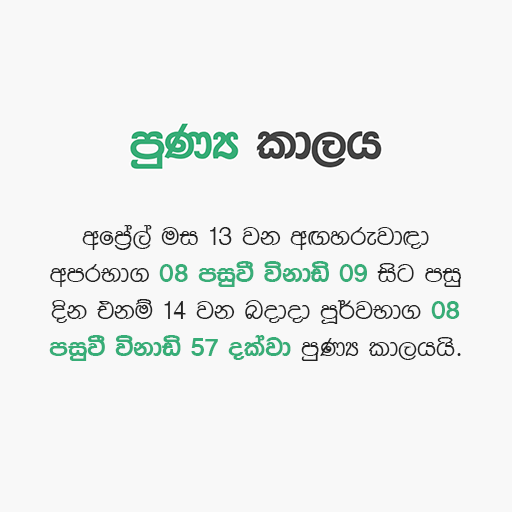 පුණ්‍ය කාලය
අප්‍රේල් මස 13 වන අඟහරුවාදා
අපරභාග 08 පසුවී විනාඩි 09 සිට පසු
දින එනම් 14 වන බදාදා පූර්වභාග 08
පසුවී විනාඩි 57 දක්වා පුණ්‍ය කාලයයි.